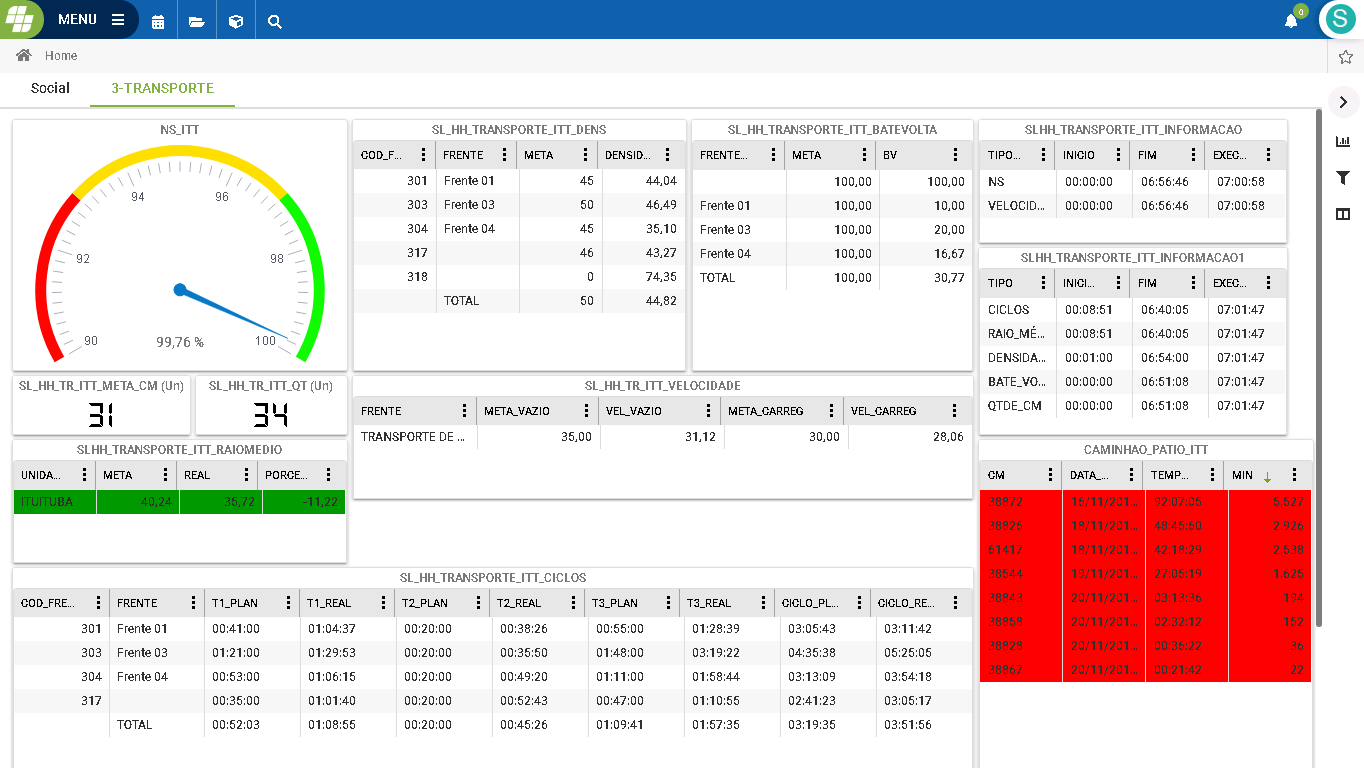 MENU
0
S
Home
Social 3-TRANSPORTE
NS_ITT
90 92 94 96 98 100
99,76 %
SL_HH_TRANSPORTE_ITT_DENS
COD_F... FRENTE META DENSID...
301 Frente 01 45 44,04
303 Frente 03 50 46,49
304 Frente 04 45 35,10
317 46 43,27
318 0 74,35
TOTAL 50 44,82
SL_HH_TRANSPORTE_ITT_BATEVOLTA
FRENTE... META BV
100,00 100,00
Frente 01 100,00 10,00
Frente 03 100,00 20,00
Frente 04 100,00 16,67
TOTAL 100,00 30,77
SLHH_TRANSPORTE_ITT_INFORMACAO
TIPO... INICIO FIM EXEC...
NS 00:00:00 06:56:46 07:00:58
VELOCID... 00:00:00 06:56:46 07:00:58
SLHH_TRANSPORTE_ITT_INFORMACAO1
TIPO INICI... FIM EXEC...
CICLOS 00:08:51 06:40:05 07:01:47
RAIO_MÉ... 00:08:51 06:40:05 07:01:47
DENSIDA... 00:01:00 06:54:00 07:01:47
BATE_VO... 00:00:00 06:51:08 07:01:47
QTDE_CM 00:00:00 06:51:08 07:01:47
SL_HH_TR_ITT_META_CM (Un)
31
SL_HH_TR_ITT_QT (Un)
34
SL_HH_TR_ITT_VELOCIDADE
FRENTE META_VAZIO VEL_VAZIO META_CARREG VEL_CARREG
TRANSPORTE DE ... 35,00 31,12 30,00 28,06
SLHH_TRANSPORTE_ITT_RAIOMEDIO
UNIDA... META REAL PORCE...
ITUITUBA 40,24 35,72 -11,22
CAMINHAO_PATIO_ITT
CM DATA_... TEMP... MIN
38872 16/11/201... 92:07:05 5.527
38826 18/11/201... 48:45:50 2.926
61417 18/11/201... 42:18:29 2.538
38544 19/11/201... 27:05:19 1.625
38843 20/11/201... 03:13:36 194
38858 20/11/201... 02:32:12 152
38828 20/11/201... 00:36:22 36
38867 20/11/201... 00:21:42 22
SL_HH_TRANSPORTE_ITT_CICLOS
COD_FRE... FRENTE T1_PLAN T1_REAL T2_PLAN T2_REAL T3_PLAN T3_REAL CICLO_PL... CICLO_RE...
301 Frente 01 00:41:00 01:04:37 00:20:00 00:38:26 00:55:00 01:28:39 03:05:43 03:11:42
303 Frente 03 01:21:00 01:29:53 00:20:00 00:35:50 01:48:00 03:19:22 04:35:38 05:25:05
304 Frente 04 00:53:00 01:06:15 00:20:00 00:49:20 01:11:00 01:58:44 03:13:09 03:54:18
317 00:35:00 01:01:40 00:20:00 00:52:43 00:47:00 01:10:55 02:41:23 03:05:17
TOTAL 00:52:03 01:08:55 00:20:00 00:45:26 01:09:41 01:57:35 03:19:35 03:51:56